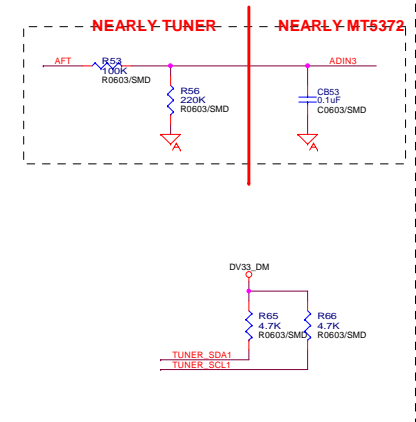 NEARLY TUNER NEARLY MT5372
AFT R53 ADIN3
100K
R0603/SMD
R56
220K
R0603/SMD
CB53
0.1uF
C0603/SMD
A A
DV33_DM
R65 R66
4.7K 4.7K
R0603/SMD R0603/SMD
TUNER_SDA1
TUNER_SCL1